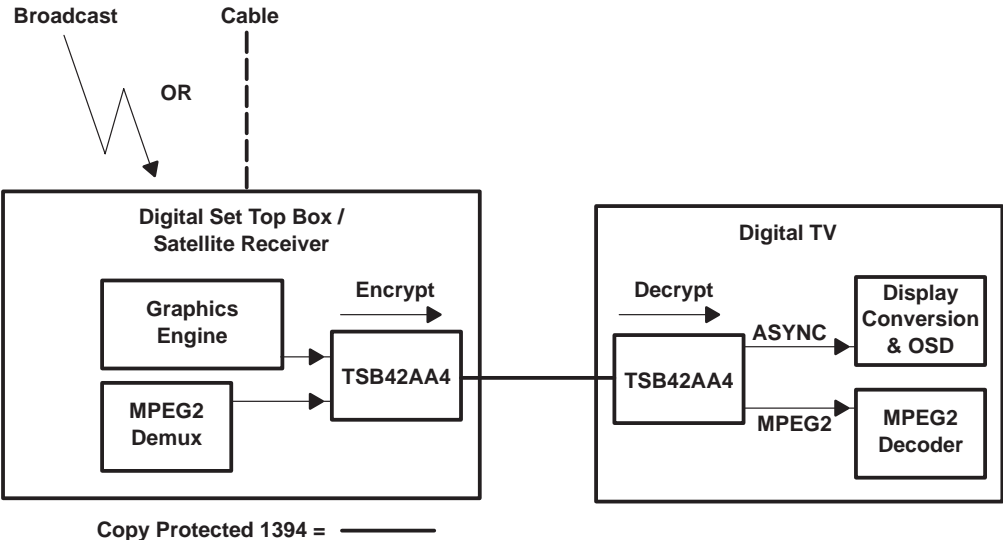 Broadcast
Cable
OR
Digital Set Top Box /
Satellite Receiver
Graphics
Engine
MPEG2
Demux
Encrypt
TSB42AA4
Digital TV
Decrypt
TSB42AA4
ASYNC
MPEG2
Display
Conversion
& OSD
MPEG2
Decoder
Copy Protected 1394 =